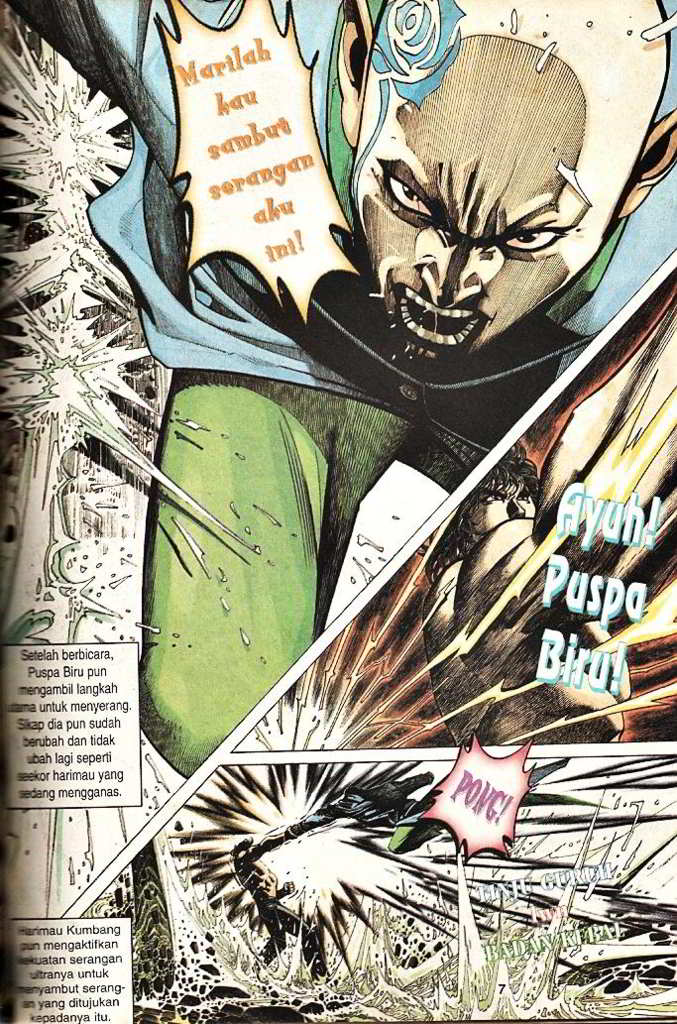 Marilah
kau
sambut
serangan
aku
ini!
Ayuh!
Puspa
Biru!
Setelah berbicara,
Puspa Biru pun
mengambil langkah
utama untuk menyerang.
Sikap dia pun sudah
berubah dan tidak
ubah lagi seperti
seekor harimau yang
sedang mengganas.
PONG!
BADAN KEBAL
Harimau Kumbang
pun mengaktifkan
kekuatan serangan
ultranya untuk
menyambut serang-
an yang ditujukan
kepadanya itu.
7